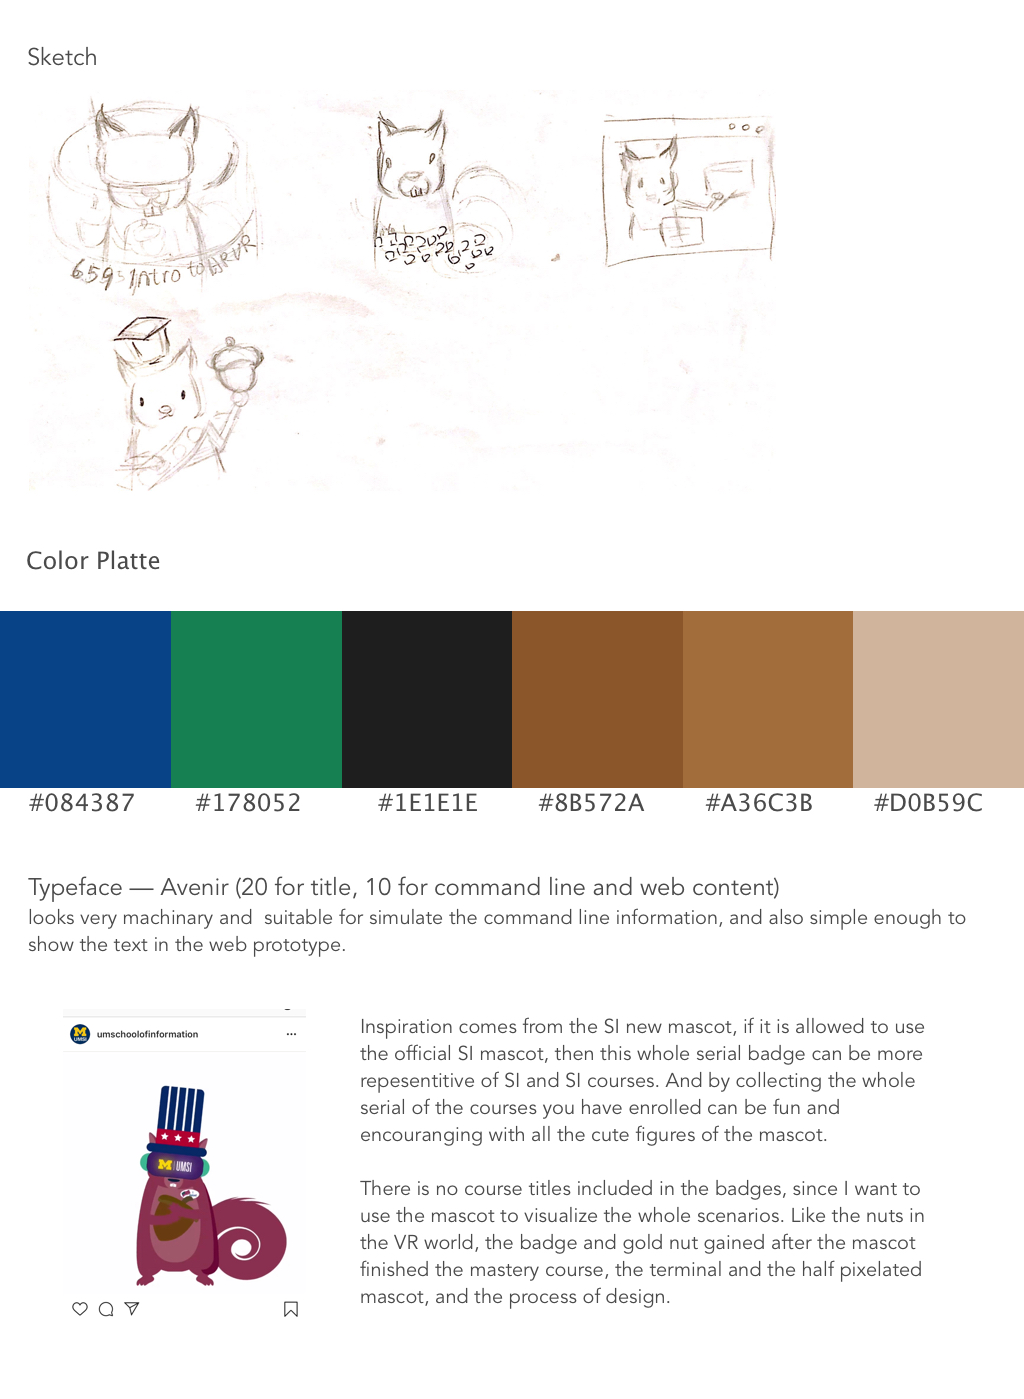 Sketch
659: Intro to ARVR
Color Platte
#084387
#178052
#1E1E1E
#8B572A
#A36C3B
#D0B59C
Typeface — Avenir (20 for title, 10 for command line and web content)
looks very machinary and  suitable for simulate the command line information, and also simple enough to
show the text in the web prototype.
M
UMSI
umschoolofinformation
M UMSI
Inspiration comes from the SI new mascot, if it is allowed to use
the official SI mascot, then this whole serial badge can be more
repesentitive of SI and SI courses. And by collecting the whole
serial of the courses you have enrolled can be fun and
encouranging with all the cute figures of the mascot.
There is no course titles included in the badges, since I want to
use the mascot to visualize the whole scenarios. Like the nuts in
the VR world, the badge and gold nut gained after the mascot
finished the mastery course, the terminal and the half pixelated
mascot, and the process of design.